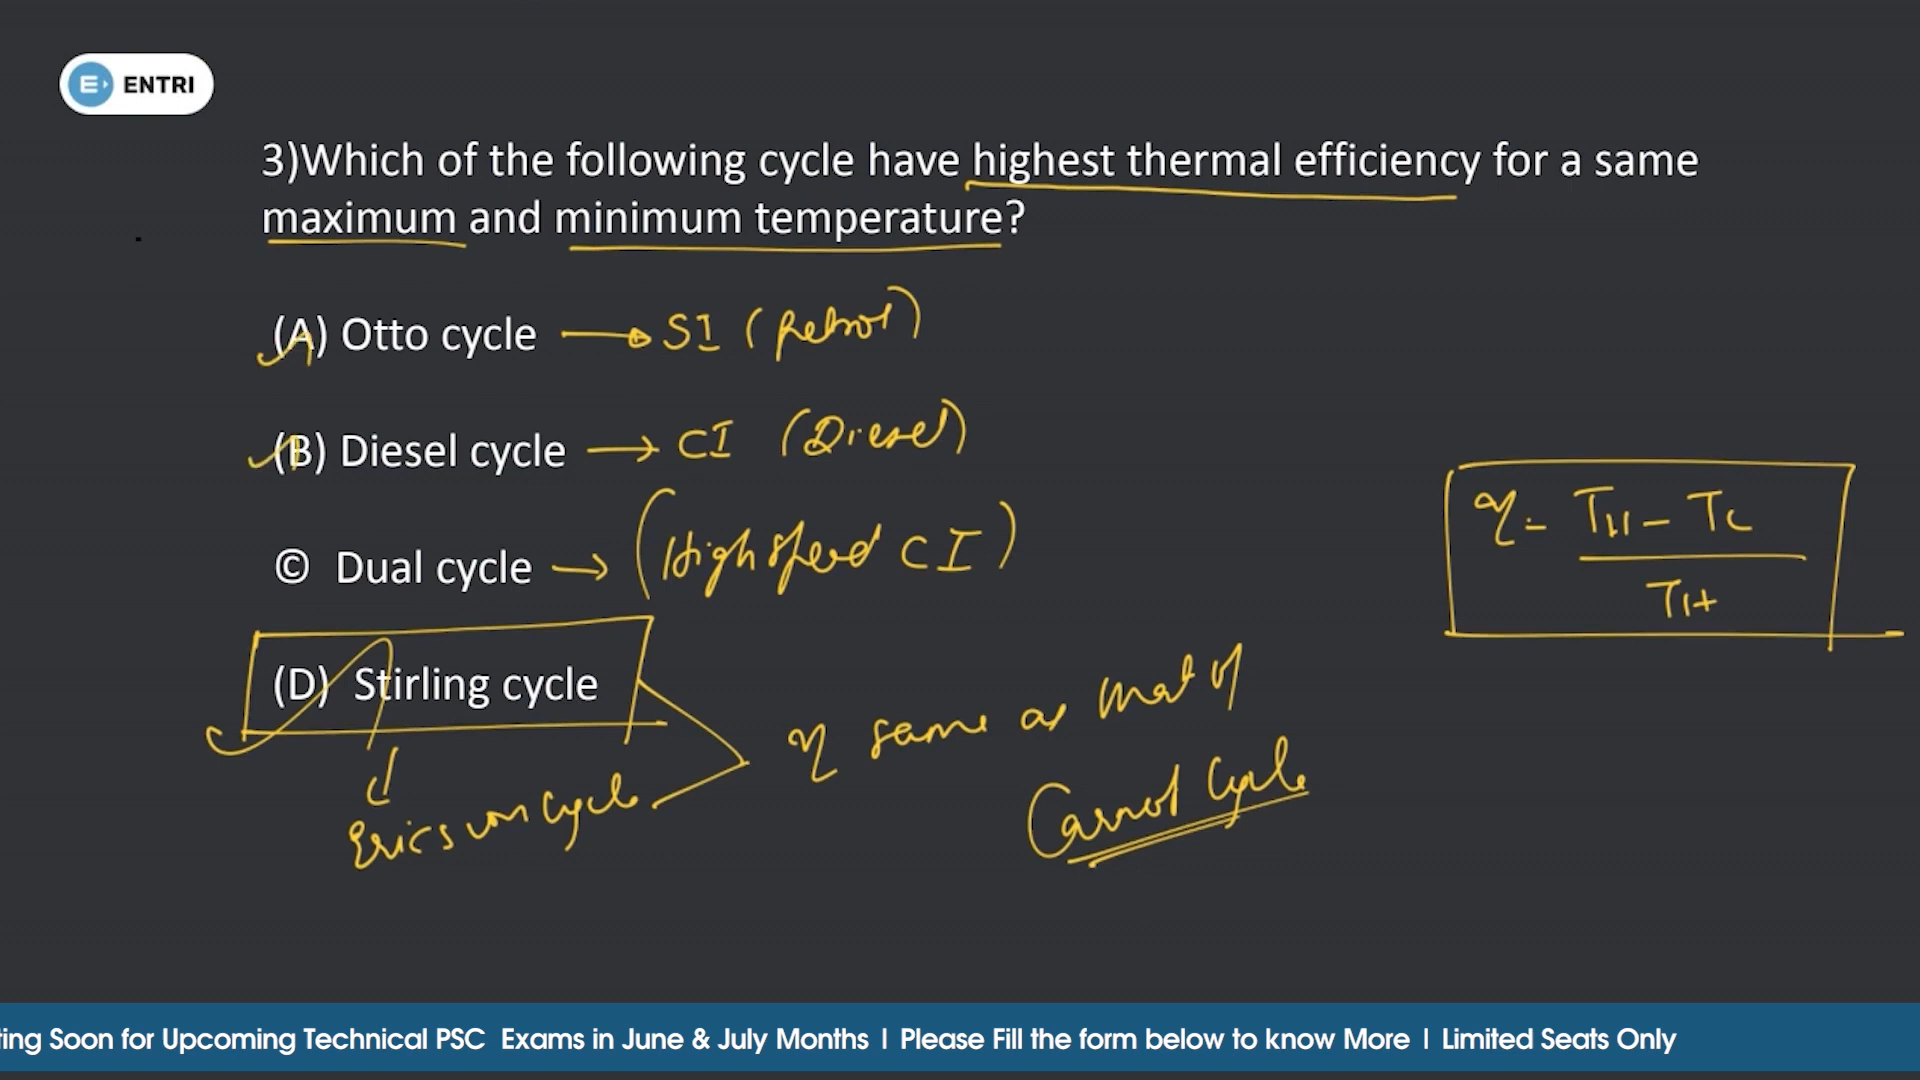 ENTRI
3)Which of the following cycle have highest thermal efficiency for a same
maximum and minimum temperature?
(A) Otto cycle → SI (Petrol)
(B) Diesel cycle → CI (Diesel)
© Dual cycle → (High speed CI)
η = TH - TC
TH
(D) Stirling cycle
η same as that of
Carnot Cycle
Ericsson cycle
ting Soon for Upcoming Technical PSC Exams in June & July Months | Please Fill the form below to know More | Limited Seats Only